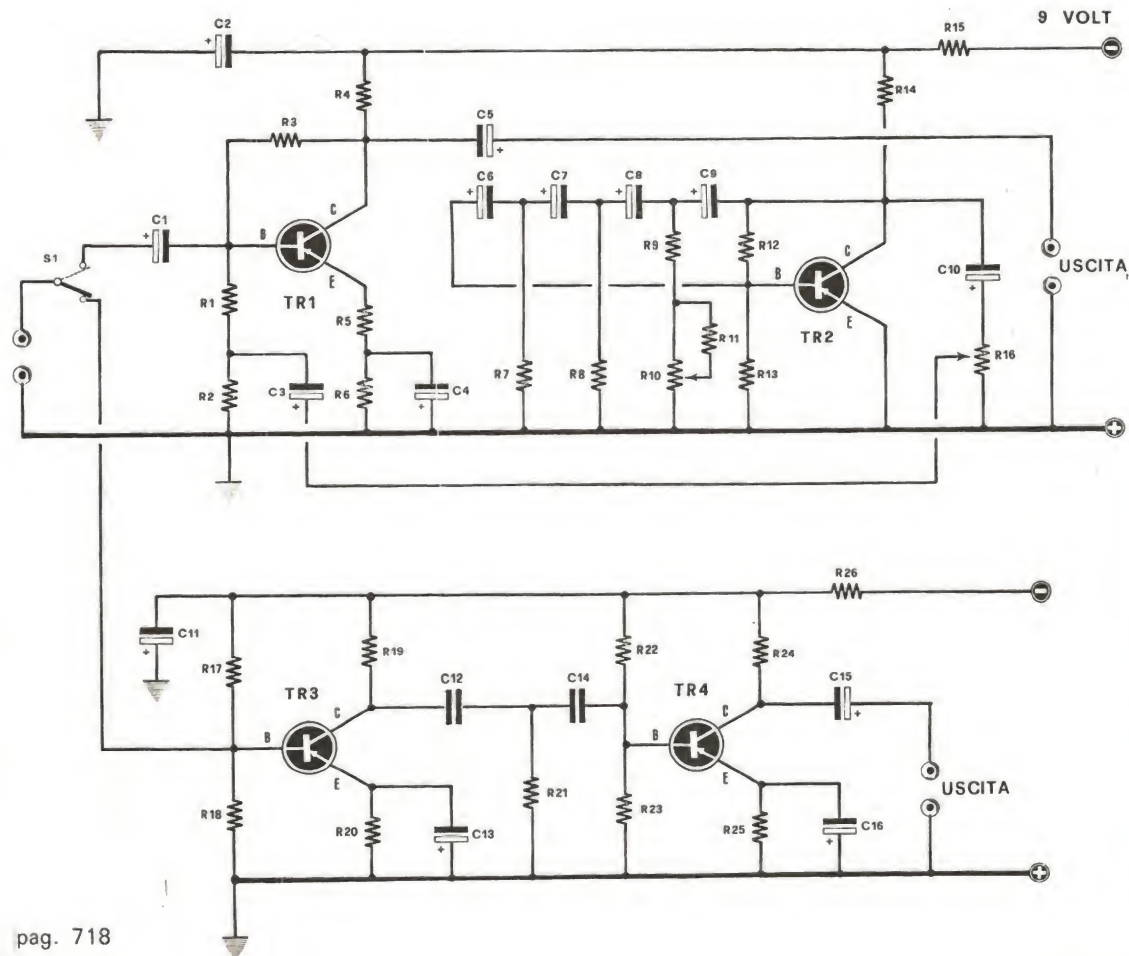 9 VOLT
C2
R15
R4
R14
R3
C5
C6
C7
C8
C9
C1
S1
B
C
E
TR1
R9
R12
B
C
E
TR2
C10
USCITA
R1
R5
R11
R16
R2
C3
R6
C4
R7
R8
R10
R13
R26
C11
R17
R19
R22
R24
TR3
C12
C14
TR4
C15
B
C
E
B
C
E
R18
R20
C13
R21
R23
R25
C16
USCITA
pag. 718